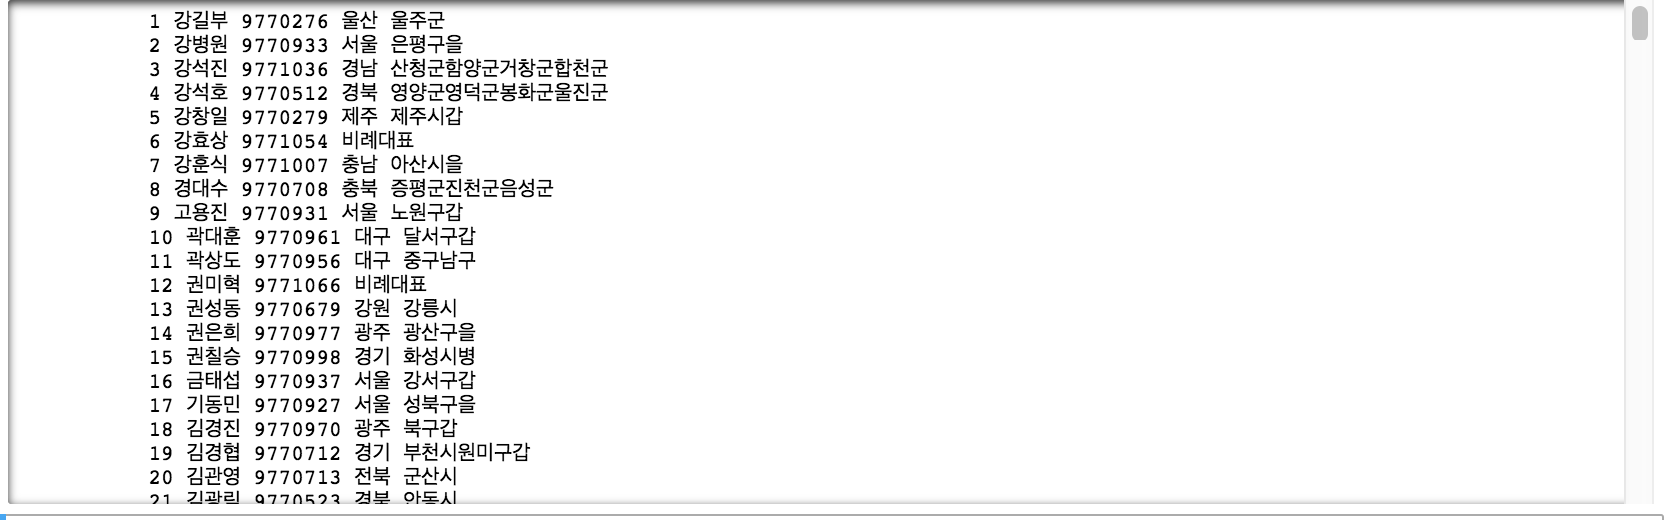 1 강길부 9770276 울산 울주군
2 강병원 9770933 서울 은평구을
3 강석진 9771036 경남 산청군함양군거창군합천군
4 강석호 9770512 경북 영양군영덕군봉화군울진군
5 강창일 9770279 제주 제주시갑
6 강효상 9771054 비례대표
7 강훈식 9771007 충남 아산시을
8 경대수 9770708 충북 증평군진천군음성군
9 고용진 9770931 서울 노원구갑
10 곽대훈 9770961 대구 달서구갑
11 곽상도 9770956 대구 중구남구
12 권미혁 9771066 비례대표
13 권성동 9770679 강원 강릉시
14 권은희 9770977 광주 광산구을
15 권칠승 9770998 경기 화성시병
16 금태섭 9770937 서울 강서구갑
17 기동민 9770927 서울 성북구을
18 김경진 9770970 광주 북구갑
19 김경협 9770712 경기 부천시원미구갑
20 김관영 9770713 전북 군산시
21 김광림 9770523 경북 안동시